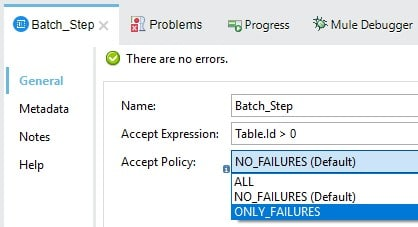 Batch_Step
Problems
Progress
Mule Debugger
There are no errors.
General
Metadata
Notes
Help
Name:
Batch_Step
Accept Expression:
Table.Id > 0
Accept Policy:
NO_FAILURES (Default)
ALL
NO_FAILURES (Default)
ONLY_FAILURES